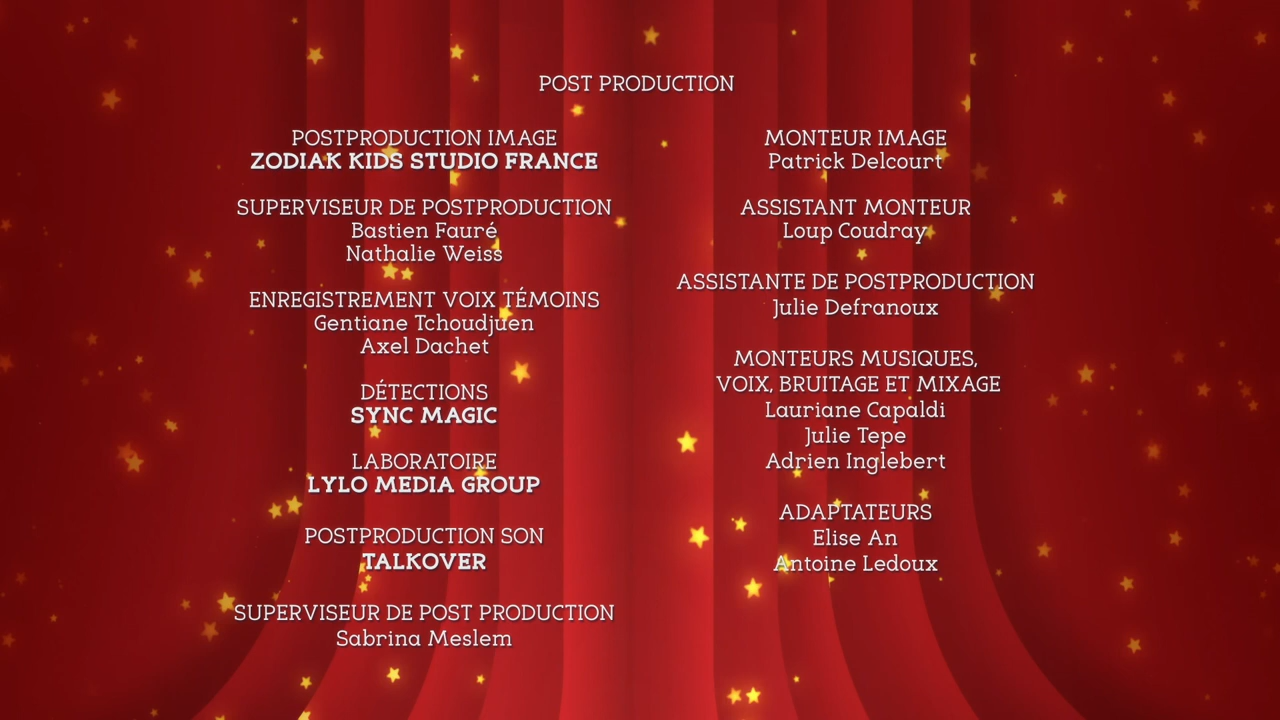 POST PRODUCTION
POSTPRODUCTION IMAGE
ZODIAK KIDS STUDIO FRANCE
SUPERVISEUR DE POSTPRODUCTION
Bastien Fauré
Nathalie Weiss
ENREGISTREMENT VOIX TÉMOINS
Gentiane Tchoudjuen
Axel Dachet
DÉTECTIONS
SYNC MAGIC
LABORATOIRE
LYLO MEDIA GROUP
POSTPRODUCTION SON
TALKOVER
SUPERVISEUR DE POST PRODUCTION
Sabrina Meslem
MONTEUR IMAGE
Patrick Delcourt
ASSISTANT MONTEUR
Loup Coudray
ASSISTANTE DE POSTPRODUCTION
Julie Defranoux
MONTEURS MUSIQUES,
VOIX, BRUITAGE ET MIXAGE
Lauriane Capaldi
Julie Tepe
Adrien Inglebert
ADAPTATEURS
Elise An
Antoine Ledoux